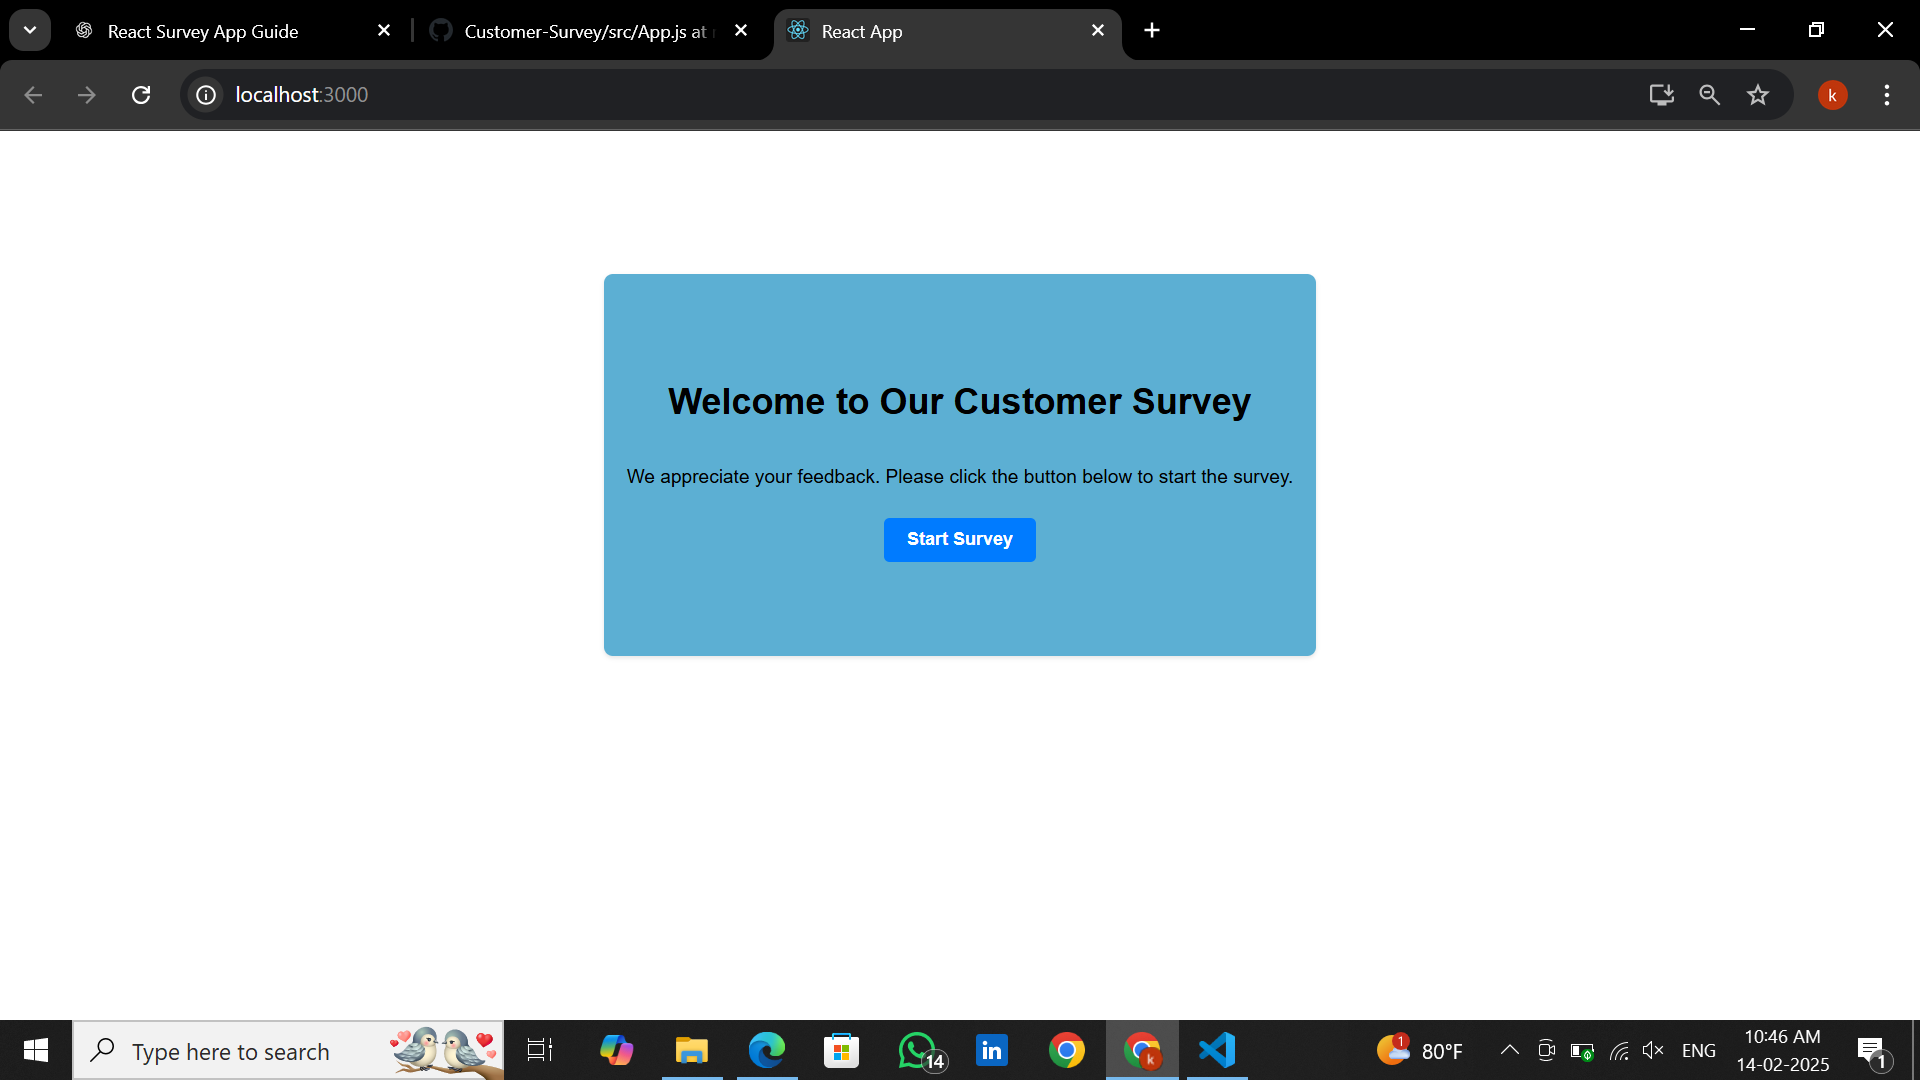 React Survey App Guide
Customer-Survey/src/App.js at
React App
localhost:3000
k
Welcome to Our Customer Survey
We appreciate your feedback. Please click the button below to start the survey.
Start Survey
Type here to search
14
in
k
1
80°F
ENG
10:46 AM
14-02-2025
1